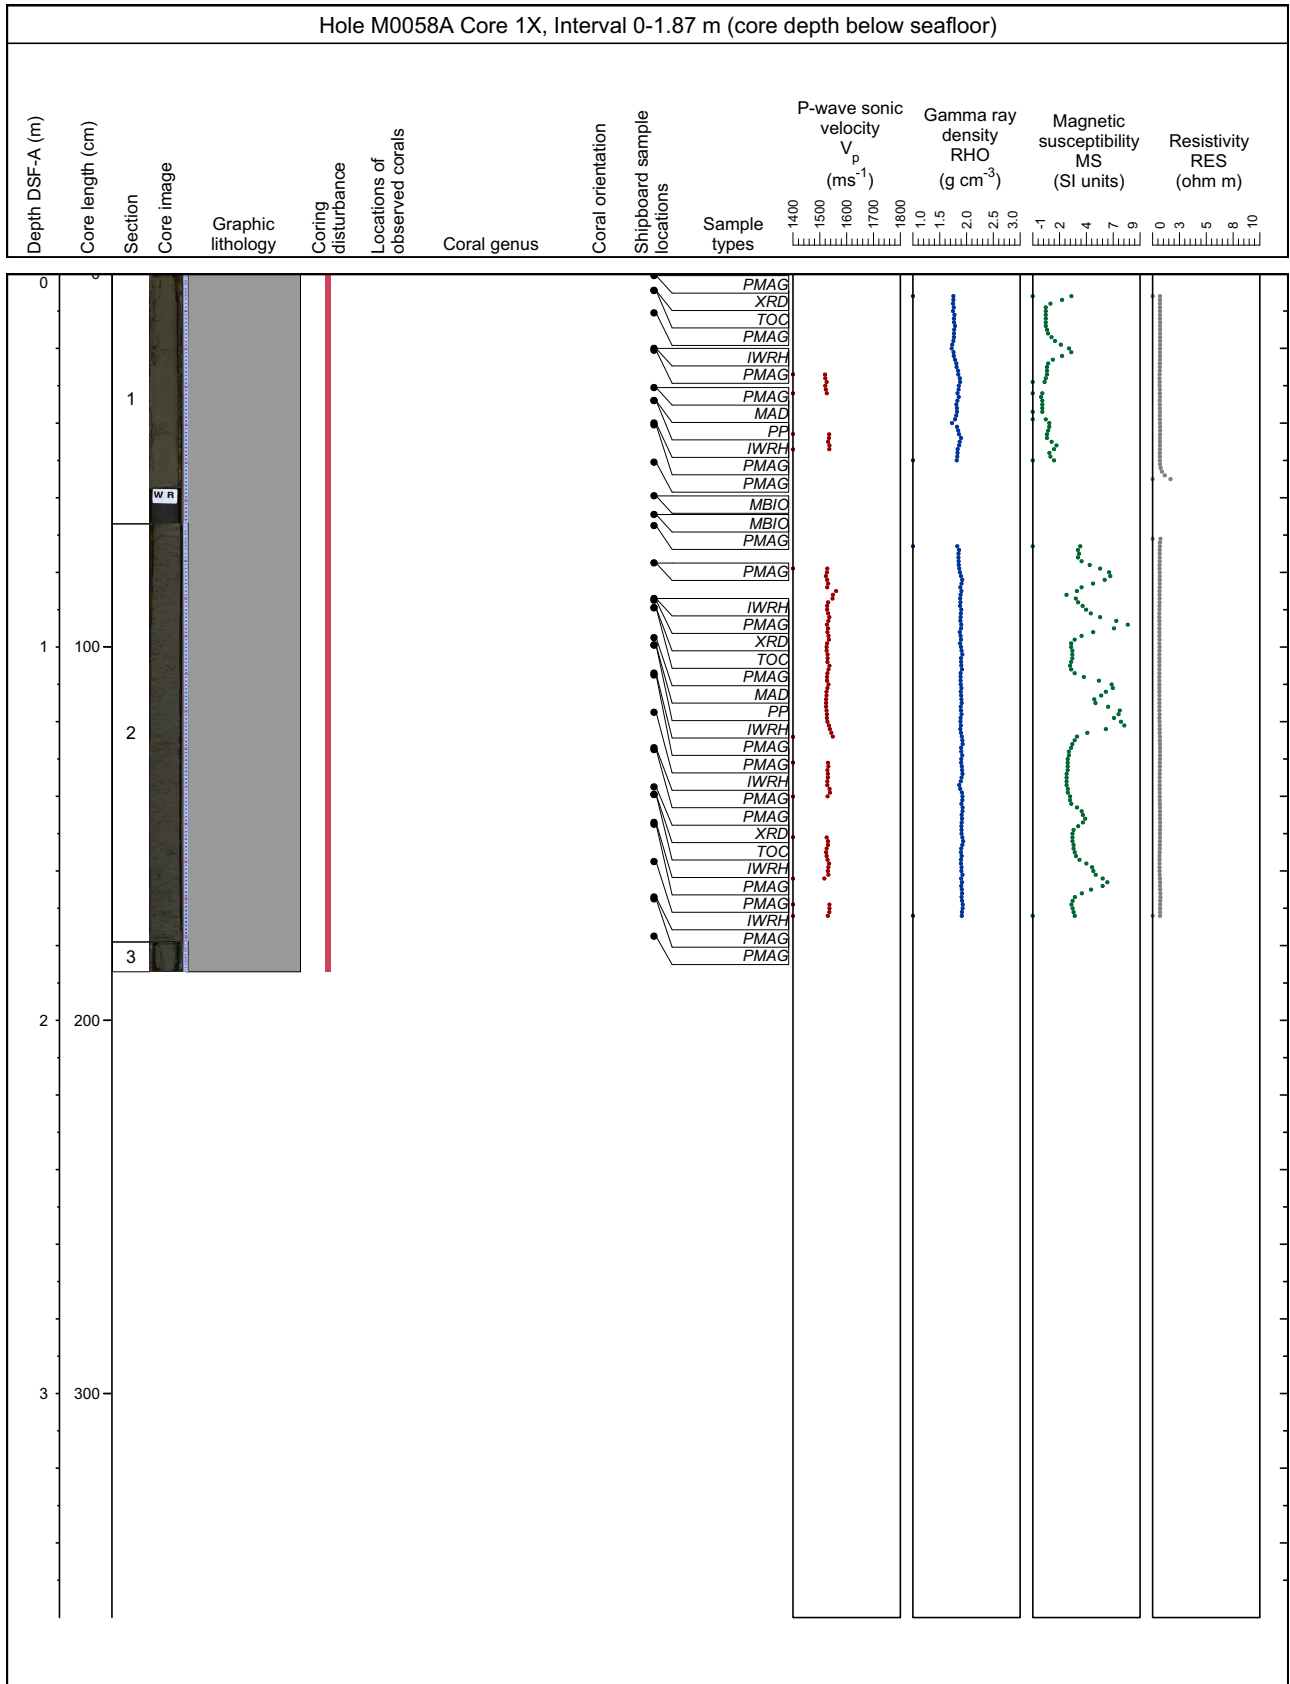 Hole M0058A Core 1X, Interval 0-1.87 m (core depth below seafloor)
Depth DSF-A (m)
Core length (cm)
Section
Core image
Graphic
lithology
Coring
disturbance
Locations of
observed corals
Coral genus
Coral orientation
Shipboard sample
locations
Sample
types
P-wave sonic
velocity
Vp
(ms-1)
1400 1500 1600 1700 1800
Gamma ray
density
RHO
(g cm-3)
1.0 1.5 2.0 2.5 3.0
Magnetic
susceptibility
MS
(SI units)
-1 2 4 7 9
Resistivity
RES
(ohm m)
0 3 5 8 10
0
0
1
W R
2
3
1
100
2
200
3
300
PMAG
XRD
TOC
PMAG
IWRH
PMAG
PMAG
MAD
PP
IWRH
PMAG
PMAG
MBIO
MBIO
PMAG
PMAG
IWRH
PMAG
XRD
TOC
PMAG
MAD
PP
IWRH
PMAG
PMAG
IWRH
PMAG
PMAG
XRD
TOC
IWRH
PMAG
PMAG
IWRH
PMAG
PMAG